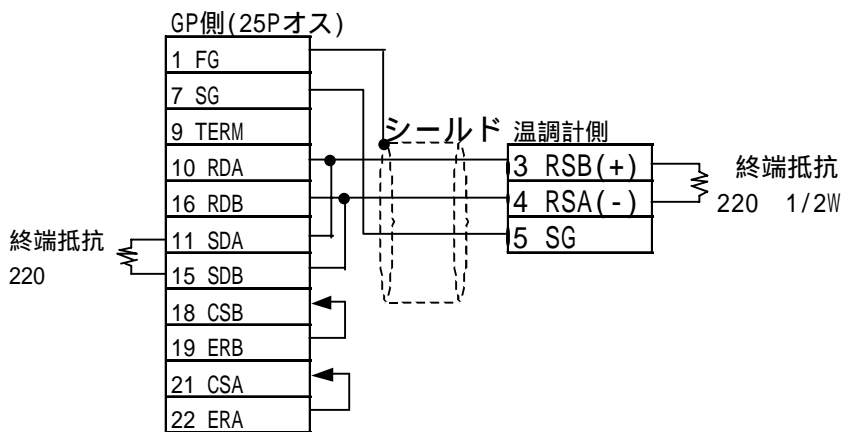 GP側(25Pオス)
1 FG
7 SG
9 TERM
10 RDA
16 RDB
11 SDA
15 SDB
18 CSB
19 ERB
21 CSA
22 ERA
終端抵抗
220
シールド
温調計側
3 RSB(+)
4 RSA(-)
5 SG
終端抵抗
220 1/2W